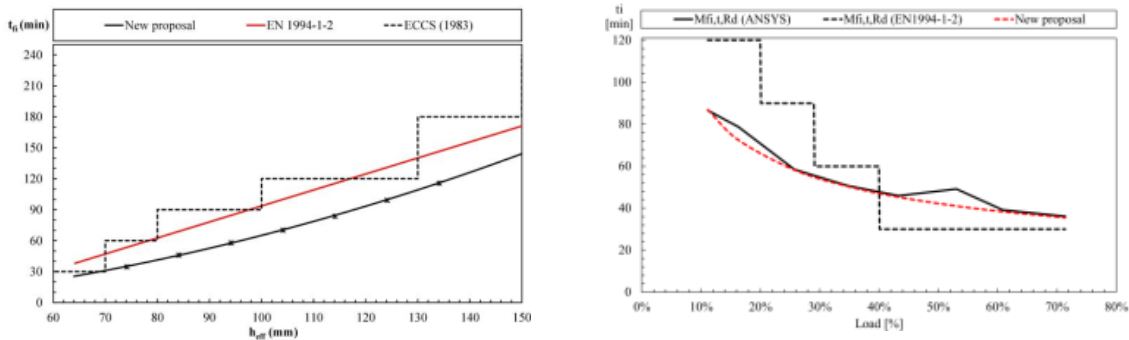 t_fi (min)
New proposal
EN 1994-1-2
ECCS (1983)
240
210
180
150
120
90
60
30
0
60 70 80 90 100 110 120 130 140 150
h_eff (mm)
ti
[min]
Mfi,t,Rd (ANSYS)
Mfi,t,Rd (EN1994-1-2)
New proposal
120
100
80
60
40
20
0
0% 10% 20% 30% 40% 50% 60% 70% 80%
Load [%]